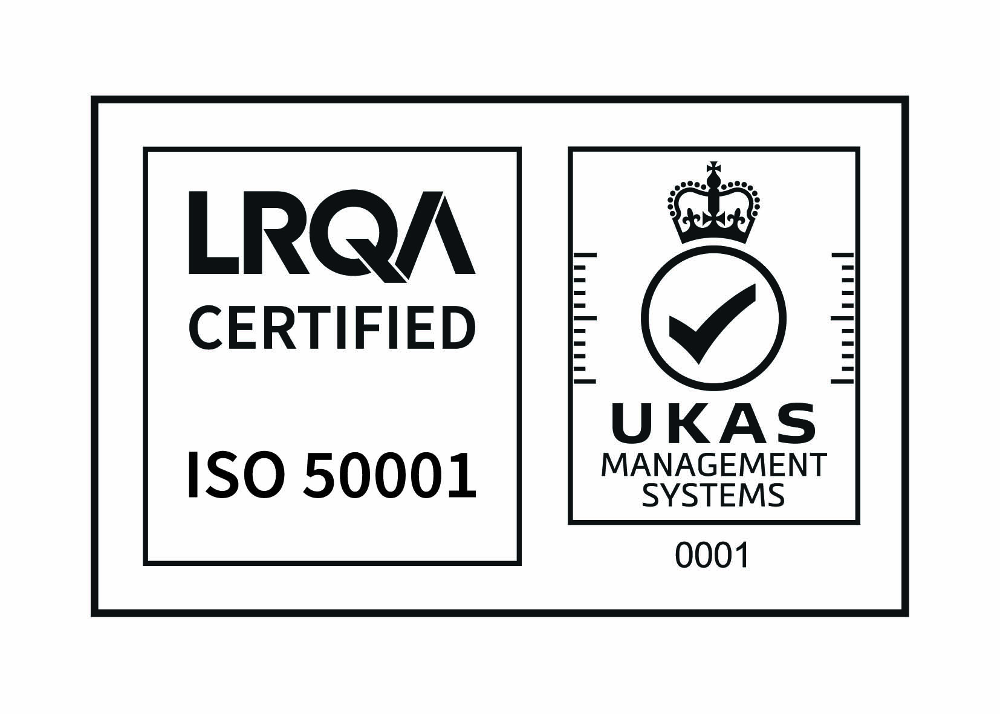 LRQA
CERTIFIED
ISO 50001
UKAS
MANAGEMENT
SYSTEMS
0001